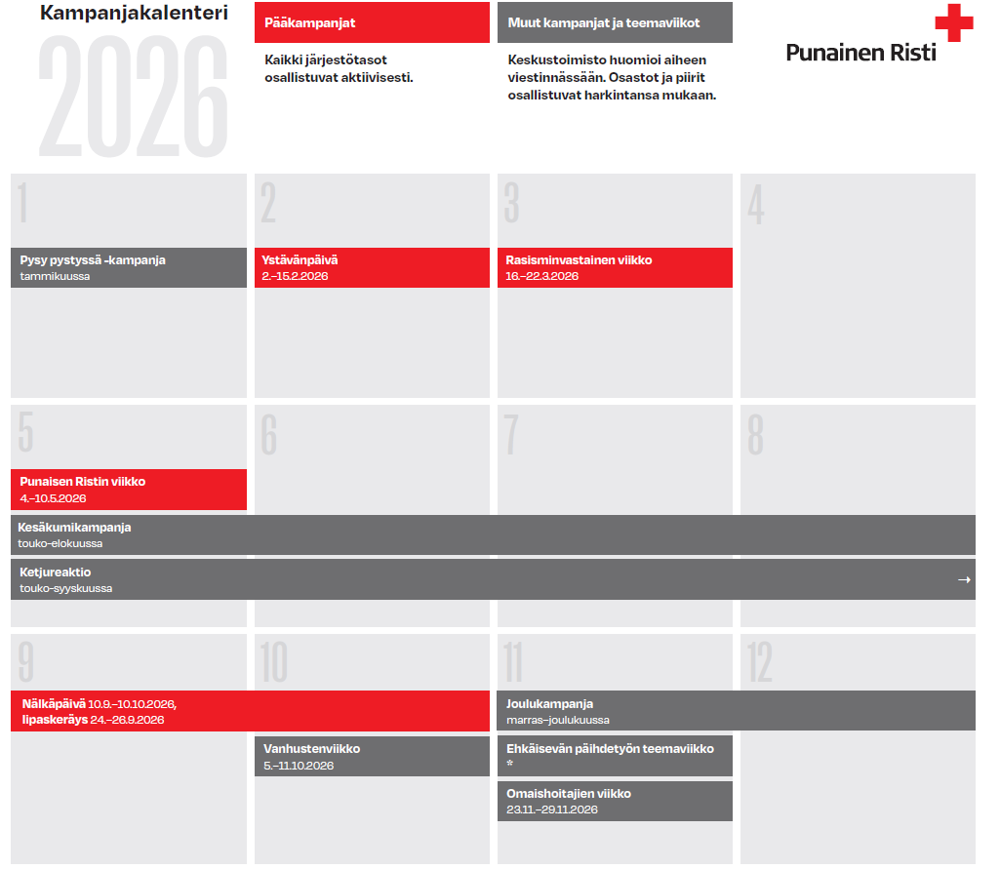 Kampanjakalenteri
2026
Pääkampanjat
Kaikki järjestötasot
osallistuvat aktiivisesti.
Muut kampanjat ja teemaviikot
Keskustoimisto huomioi aiheen
viestinnässään. Osastot ja piirit
osallistuvat harkintansa mukaan.
Punainen Risti
1
Pysy pystyssä -kampanja
tammikuussa
2
Ystävänpäivä
2.–15.2.2026
3
Rasisminvastainen viikko
16.–22.3.2026
4
5
Punaisen Ristin viikko
4.–10.5.2026
6
7
8
Kesäkumikampanja
touko-elokuussa
Ketjureaktio
touko-syyskuussa
→
9
Nälkäpäivä 10.9.–10.10.2026,
lipaskeräys 24.–26.9.2026
10
Vanhustenviikko
5.–11.10.2026
11
Joulukampanja
marras–joulukuussa
Ehkäisevän päihdetyön teemaviikko
*
Omaishoitajien viikko
23.11.–29.11.2026
12